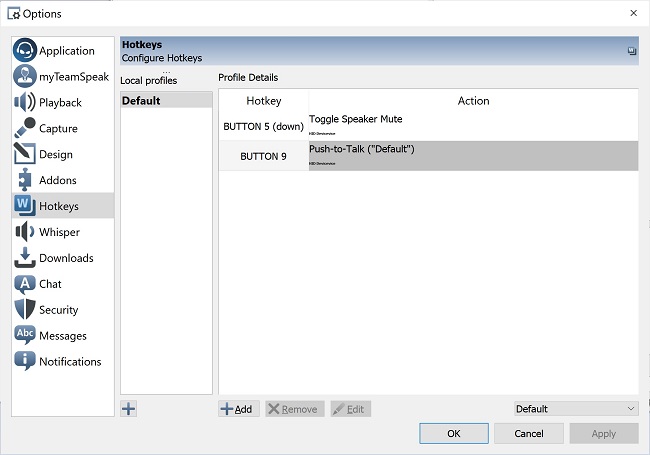 Options
Application
myTeamSpeak
Playback
Capture
Design
Addons
Hotkeys
Whisper
Downloads
Chat
Security
Messages
Notifications
Hotkeys
Configure Hotkeys
...
Local profiles
Default
Profile Details
Hotkey Action
BUTTON 5 (down) Toggle Speaker Mute
BUTTON 9 Push-to-Talk ("Default")
Add Remove Edit Default
OK Cancel Apply
W
A
Abc